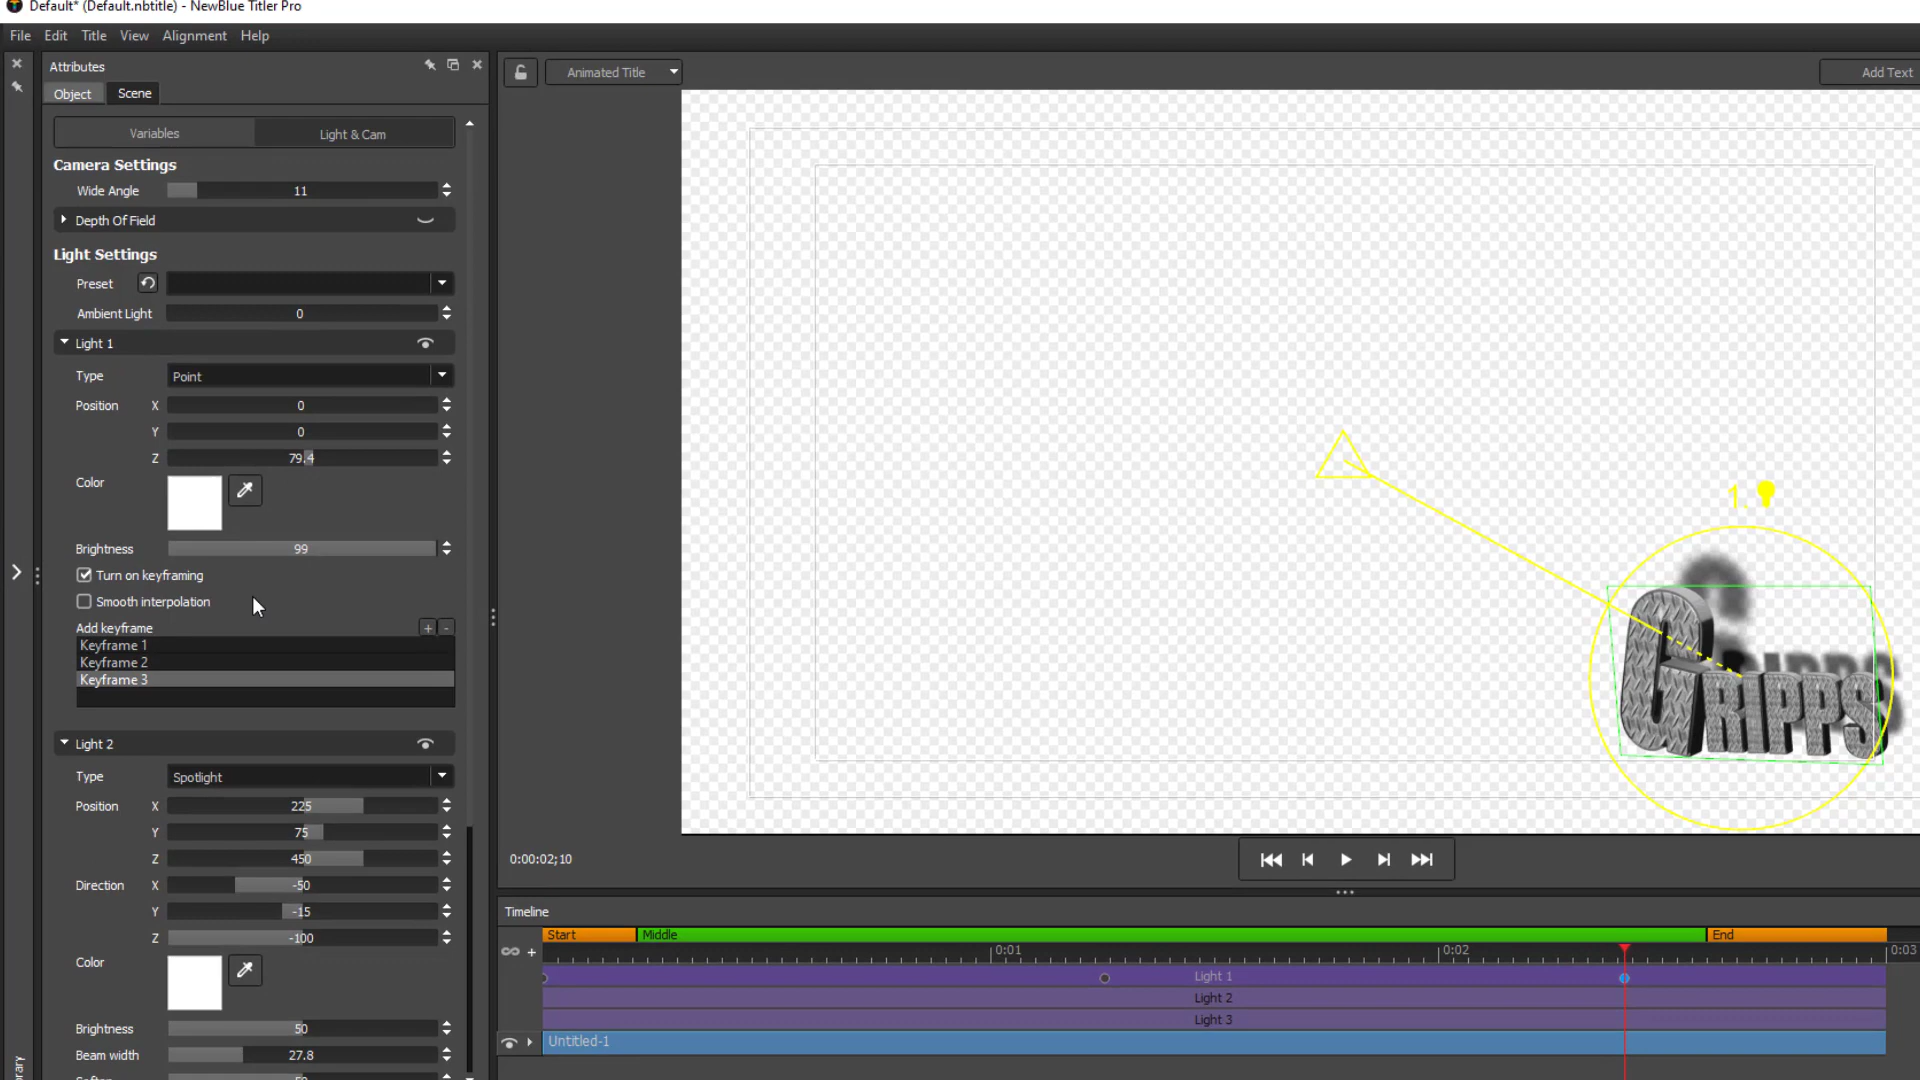 Default* (Default.nbtitle) - NewBlue Titler Pro
File Edit Title View Alignment Help
Attributes
Object Scene
Variables Light & Cam
Camera Settings
Wide Angle 11
Depth Of Field
Light Settings
Preset
Ambient Light 0
Light 1
Type Point
Position X 0
Y 0
Z 79.4
Color
Brightness 99
Turn on keyframing
Smooth interpolation
Add keyframe + -
Keyframe 1
Keyframe 2
Keyframe 3
Light 2
Type Spotlight
Position X 225
Y 75
Z 450
Direction X -50
Y -15
Z -100
Color
Brightness 50
Beam width 27.8
Animated Title
Add Text
1.
GRIPPS
0:00:02;10
Timeline
Start Middle End
0:01 0:02 0:03
Light 1
Light 2
Light 3
Untitled-1